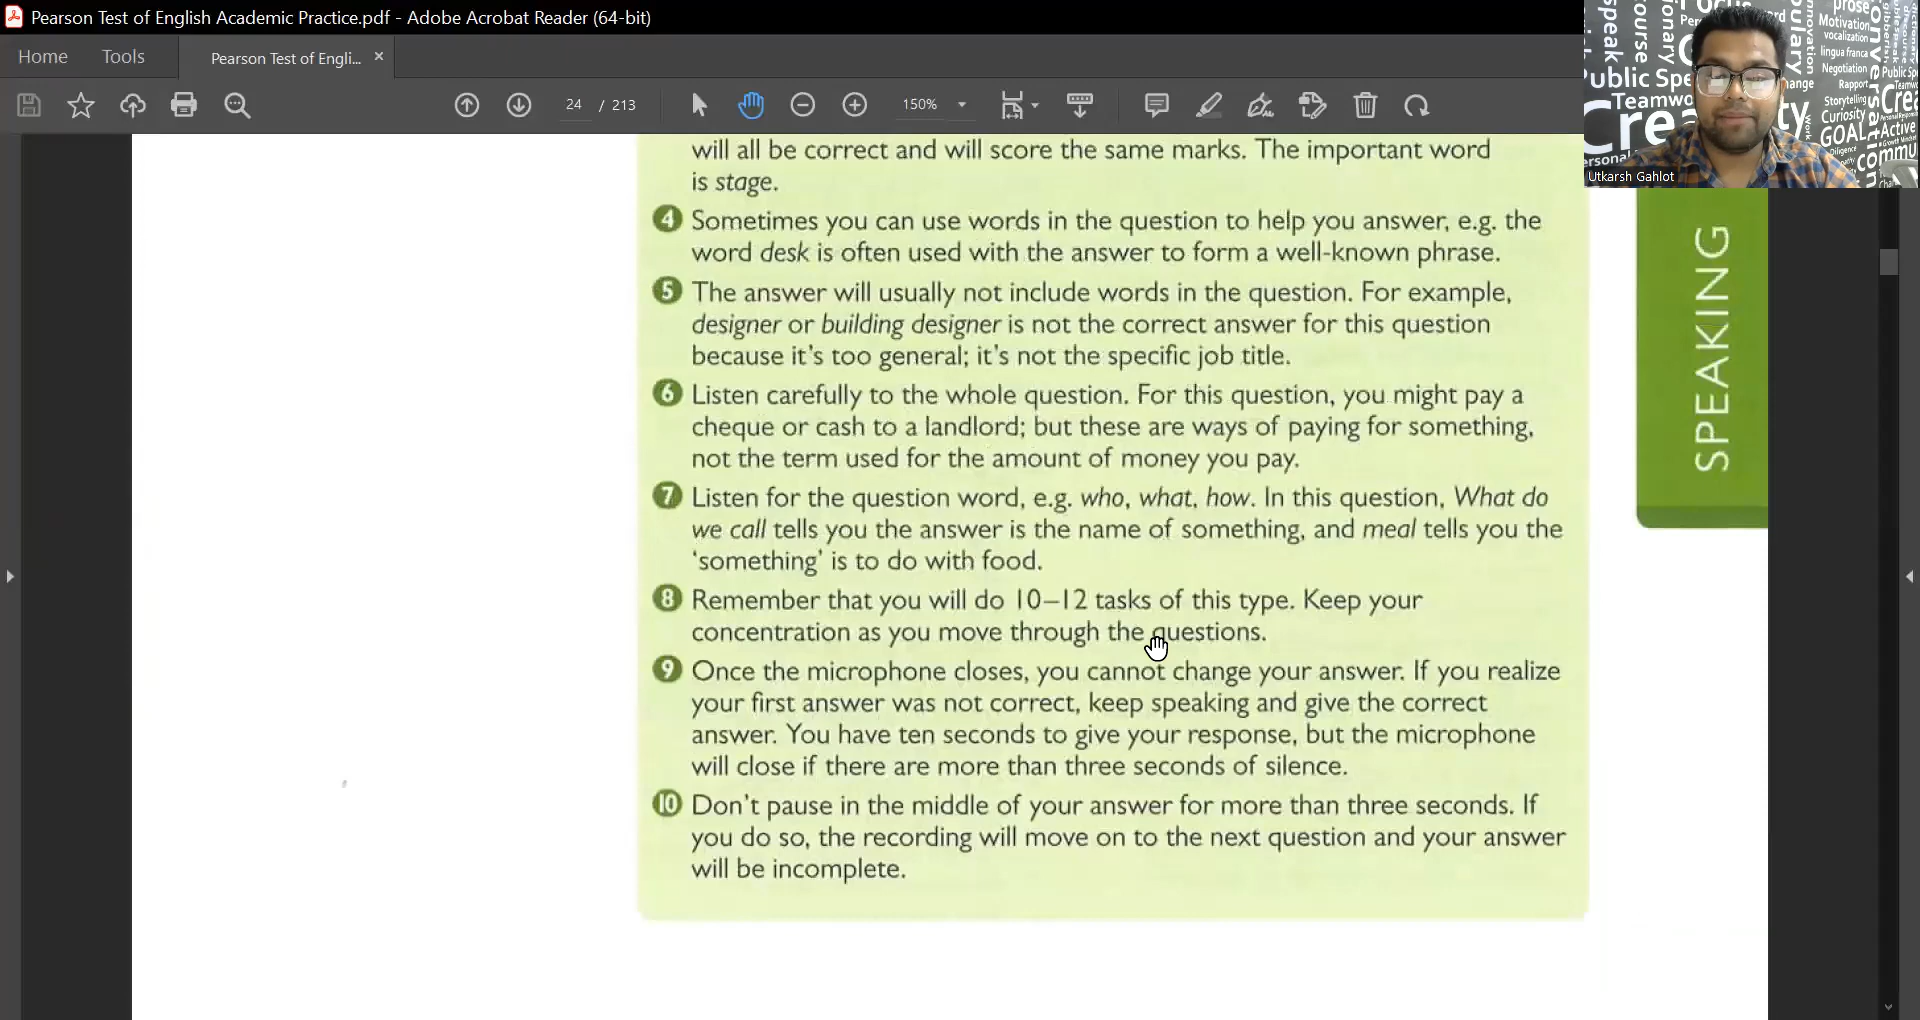 Pearson Test of English Academic Practice.pdf - Adobe Acrobat Reader (64-bit)
Home
Tools
Pearson Test of Engli...
24 / 213
150%
will all be correct and will score the same marks. The important word
is stage.
4 Sometimes you can use words in the question to help you answer, e.g. the
word desk is often used with the answer to form a well-known phrase.
5 The answer will usually not include words in the question. For example,
designer or building designer is not the correct answer for this question
because it's too general; it's not the specific job title.
6 Listen carefully to the whole question. For this question, you might pay a
cheque or cash to a landlord; but these are ways of paying for something,
not the term used for the amount of money you pay.
7 Listen for the question word, e.g. who, what, how. In this question, What do
we call tells you the answer is the name of something, and meal tells you the
‘something’ is to do with food.
8 Remember that you will do 10–12 tasks of this type. Keep your
concentration as you move through the questions.
9 Once the microphone closes, you cannot change your answer. If you realize
your first answer was not correct, keep speaking and give the correct
answer. You have ten seconds to give your response, but the microphone
will close if there are more than three seconds of silence.
10 Don't pause in the middle of your answer for more than three seconds. If
you do so, the recording will move on to the next question and your answer
will be incomplete.
SPEAKING
speak
course
Public Spe
Teamwo
Crea
prose
Motivation
vocalization
lingua franca
Negotiation
Rapport
Storytelling
Curiosity
GOAL
Active
Public Sp
Utkarsh Gahlot